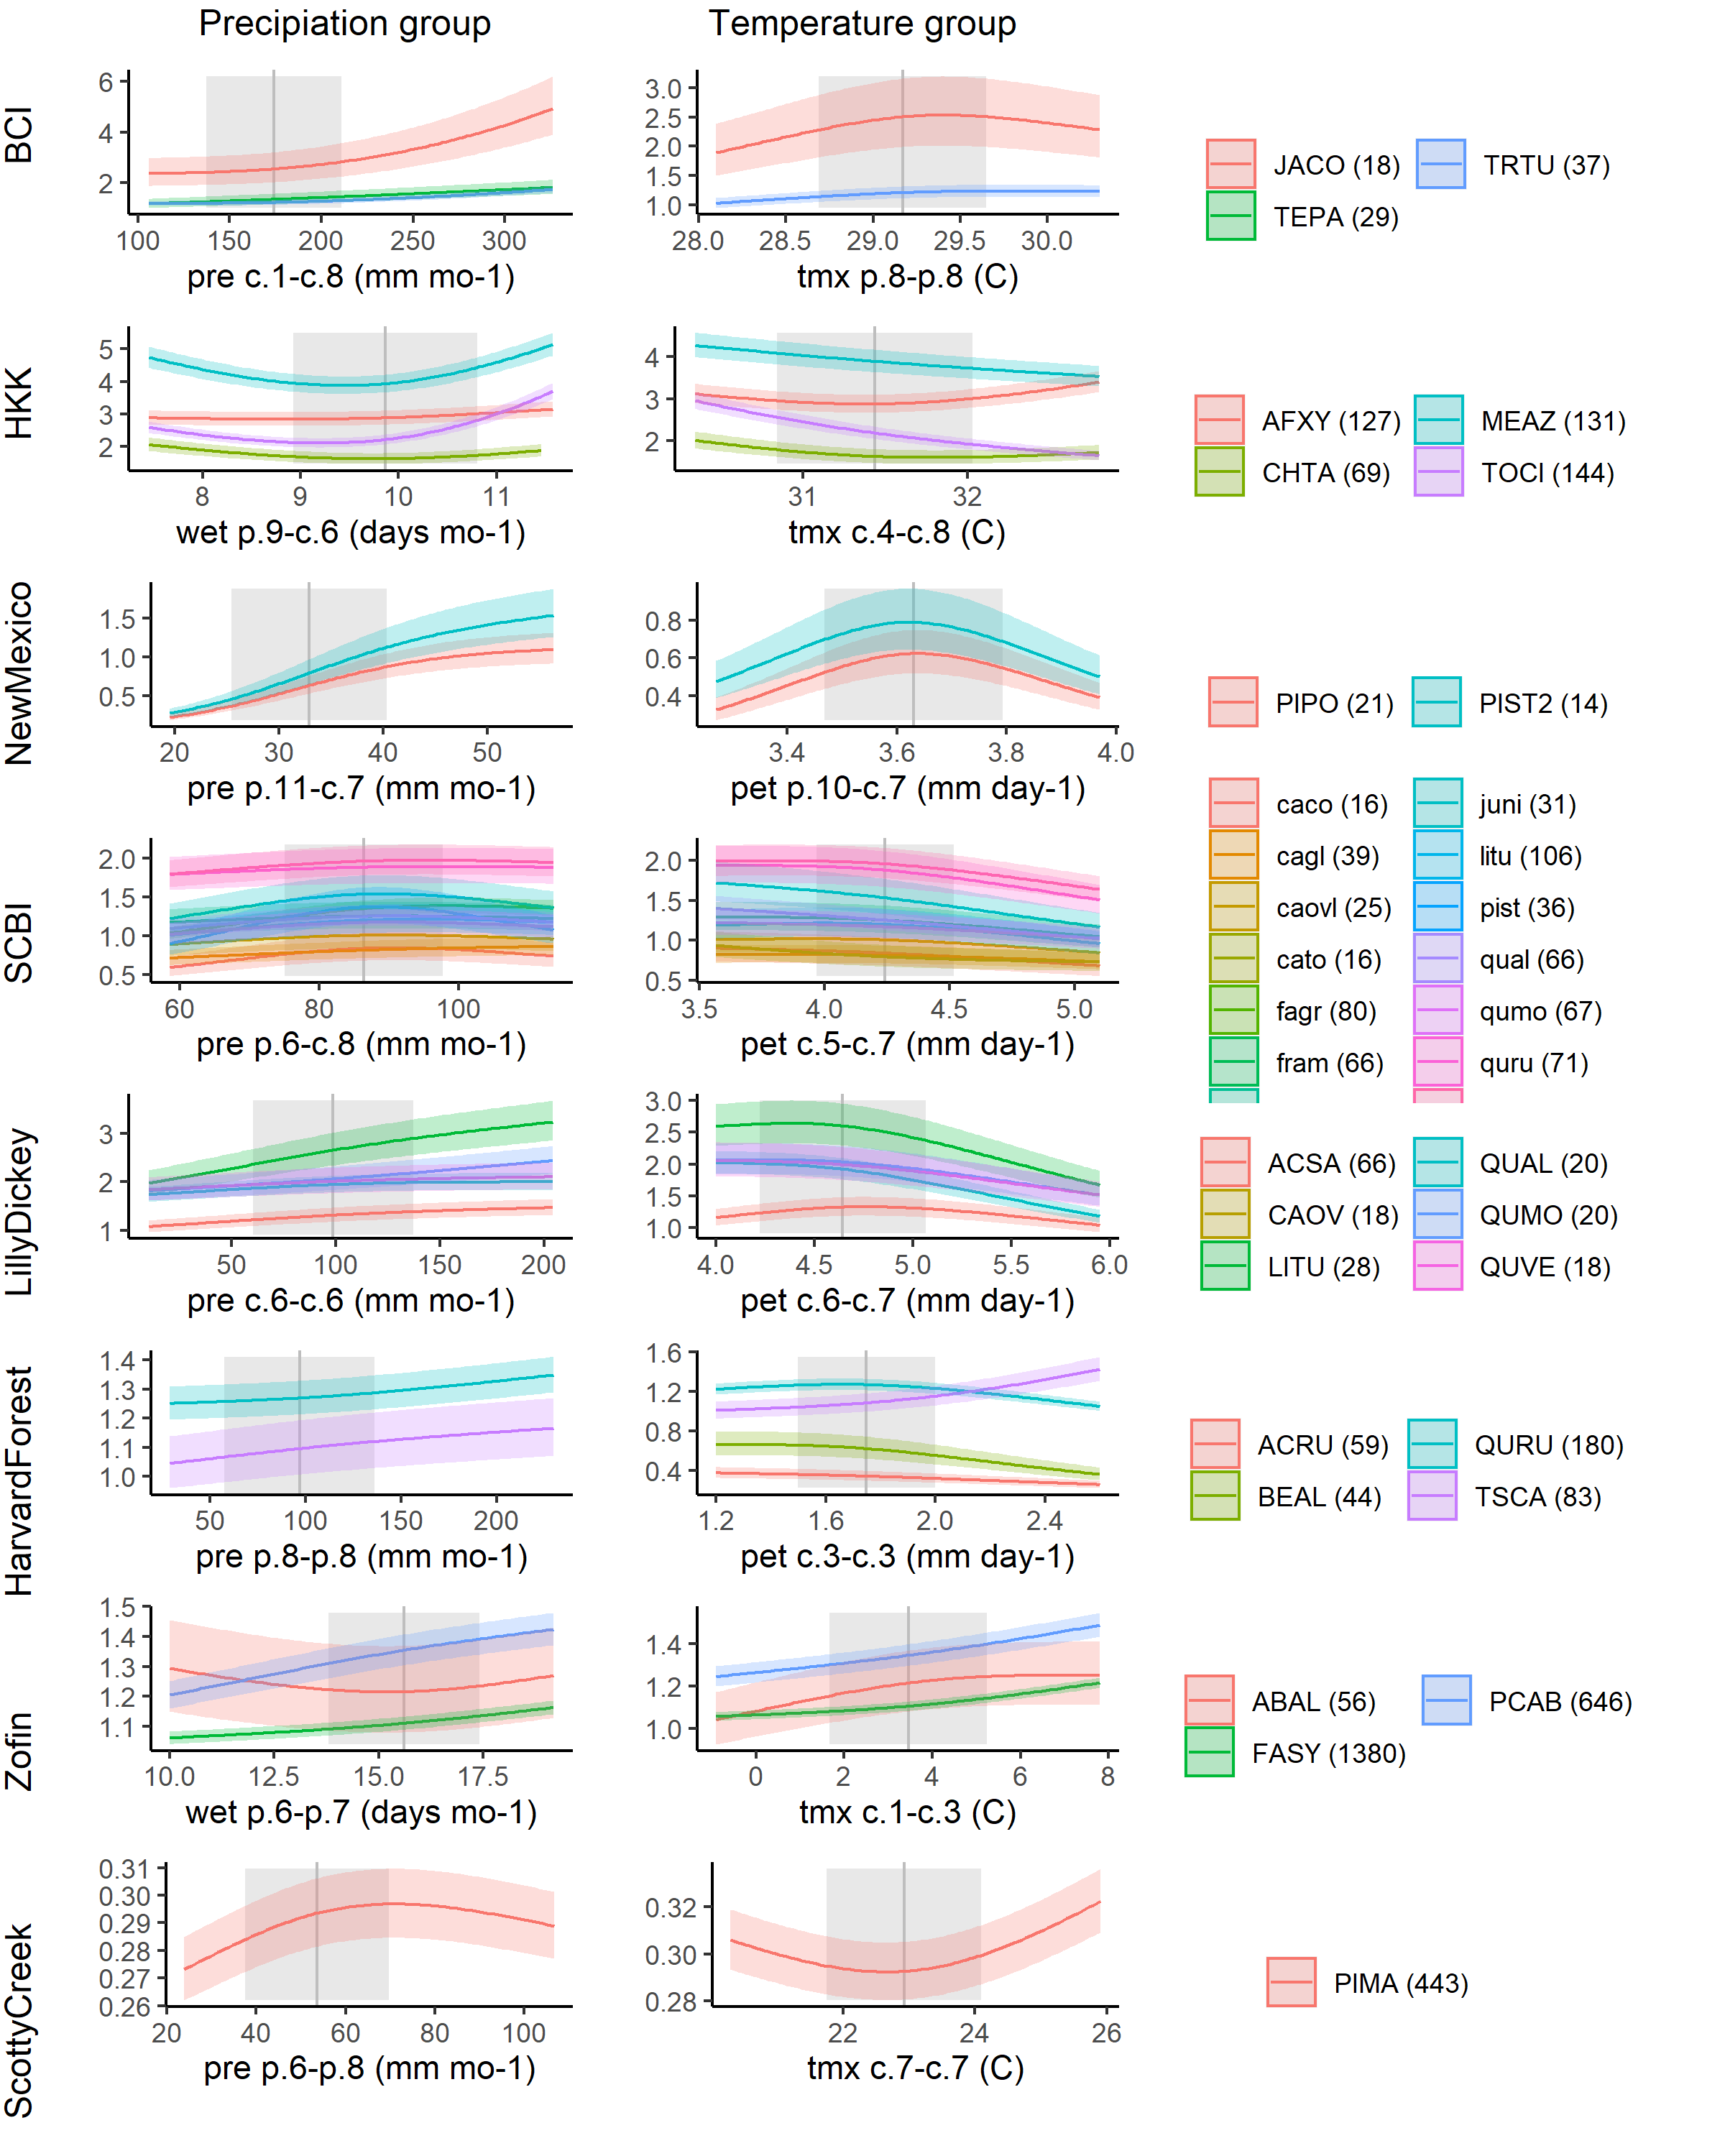 Precipiation group Temperature group
BCI
6
4
2
100 150 200 250 300
pre c.1-c.8 (mm mo-1)
3.0
2.5
2.0
1.5
1.0
28.0 28.5 29.0 29.5 30.0
tmx p.8-p.8 (C)
JACO (18) TRTU (37)
TEPA (29)
HKK
5
4
3
2
8 9 10 11
wet p.9-c.6 (days mo-1)
4
3
2
31 32
tmx c.4-c.8 (C)
AFXY (127) MEAZ (131)
CHTA (69) TOCI (144)
NewMexico
1.5
1.0
0.5
20 30 40 50
pre p.11-c.7 (mm mo-1)
0.8
0.6
0.4
3.4 3.6 3.8 4.0
pet p.10-c.7 (mm day-1)
PIPO (21) PIST2 (14)
SCBI
2.0
1.5
1.0
0.5
60 80 100
pre p.6-c.8 (mm mo-1)
2.0
1.5
1.0
0.5
3.5 4.0 4.5 5.0
pet c.5-c.7 (mm day-1)
caco (16) juni (31)
cagl (39) litu (106)
caovl (25) pist (36)
cato (16) qual (66)
fagr (80) qumo (67)
fram (66) quru (71)
LillyDickey
3
2
1
50 100 150 200
pre c.6-c.6 (mm mo-1)
3.0
2.5
2.0
1.5
1.0
4.0 4.5 5.0 5.5 6.0
pet c.6-c.7 (mm day-1)
ACSA (66) QUAL (20)
CAOV (18) QUMO (20)
LITU (28) QUVE (18)
HarvardForest
1.4
1.3
1.2
1.1
1.0
50 100 150 200
pre p.8-p.8 (mm mo-1)
1.6
1.2
0.8
0.4
1.2 1.6 2.0 2.4
pet c.3-c.3 (mm day-1)
ACRU (59) QURU (180)
BEAL (44) TSCA (83)
Zofin
1.5
1.4
1.3
1.2
1.1
10.0 12.5 15.0 17.5
wet p.6-p.7 (days mo-1)
1.4
1.2
1.0
0 2 4 6 8
tmx c.1-c.3 (C)
ABAL (56) PCAB (646)
FASY (1380)
ScottyCreek
0.31
0.30
0.29
0.28
0.27
0.26
20 40 60 80 100
pre p.6-p.8 (mm mo-1)
0.32
0.30
0.28
22 24 26
tmx c.7-c.7 (C)
PIMA (443)